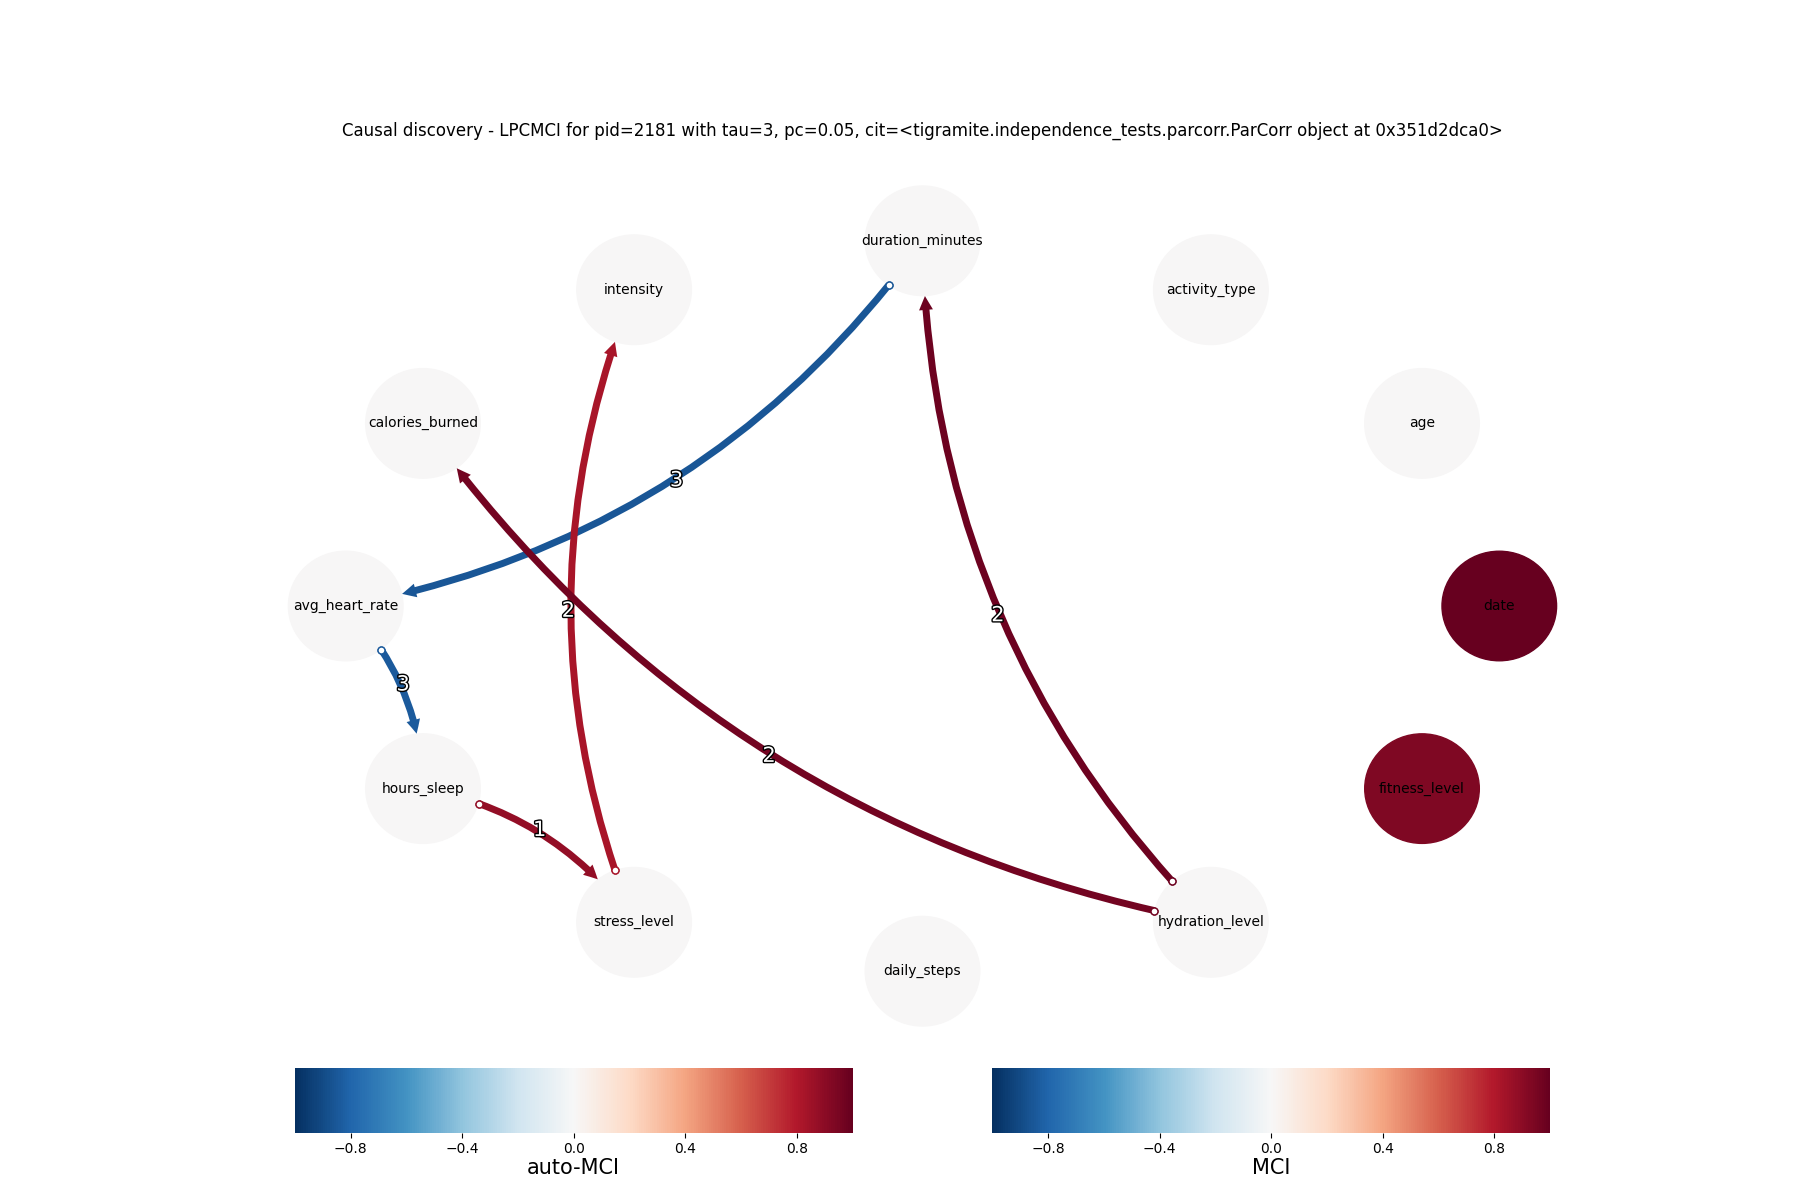 Causal discovery - LPCMCI for pid=2181 with tau=3, pc=0.05, cit=<tigramite.independence_tests.parcorr.ParCorr object at 0x351d2dca0>
duration_minutes
intensity
activity_type
calories_burned
age
3
avg_heart_rate
date
2
2
3
2
hours_sleep
fitness_level
1
stress_level
hydration_level
daily_steps
−0.8 −0.4 0.0 0.4 0.8
auto-MCI
−0.8 −0.4 0.0 0.4 0.8
MCI